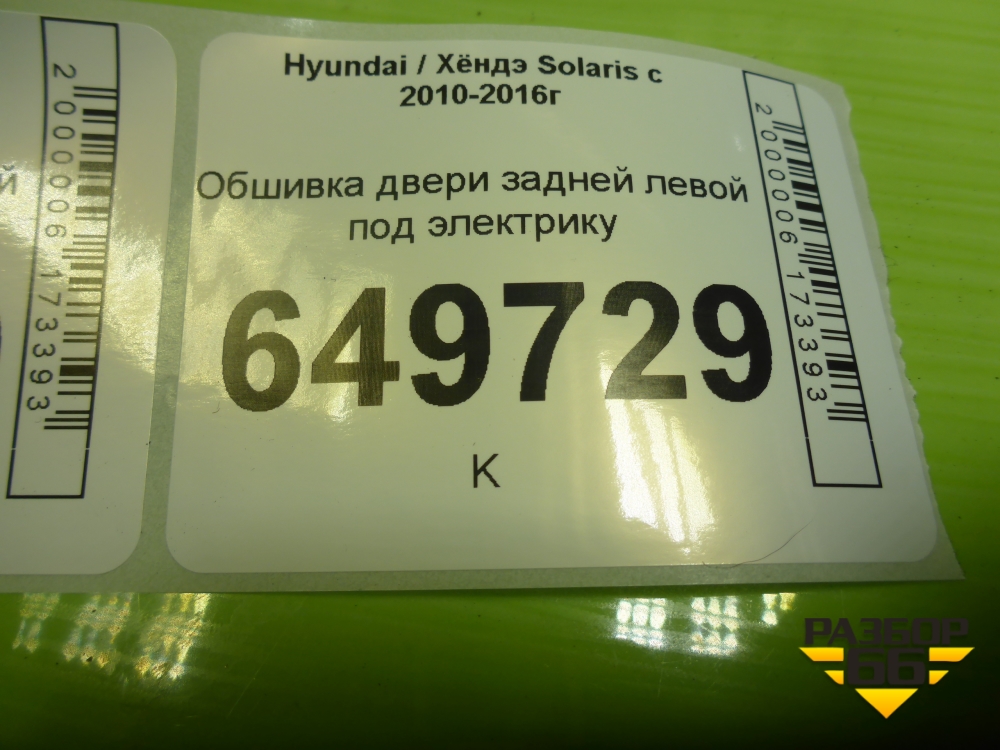 Hyundai / Хёндэ Solaris с
2010-2016г
Обшивка двери задней левой
под электрику
649729
К
2000006173393
й
2000006173393
РАЗБОР
66